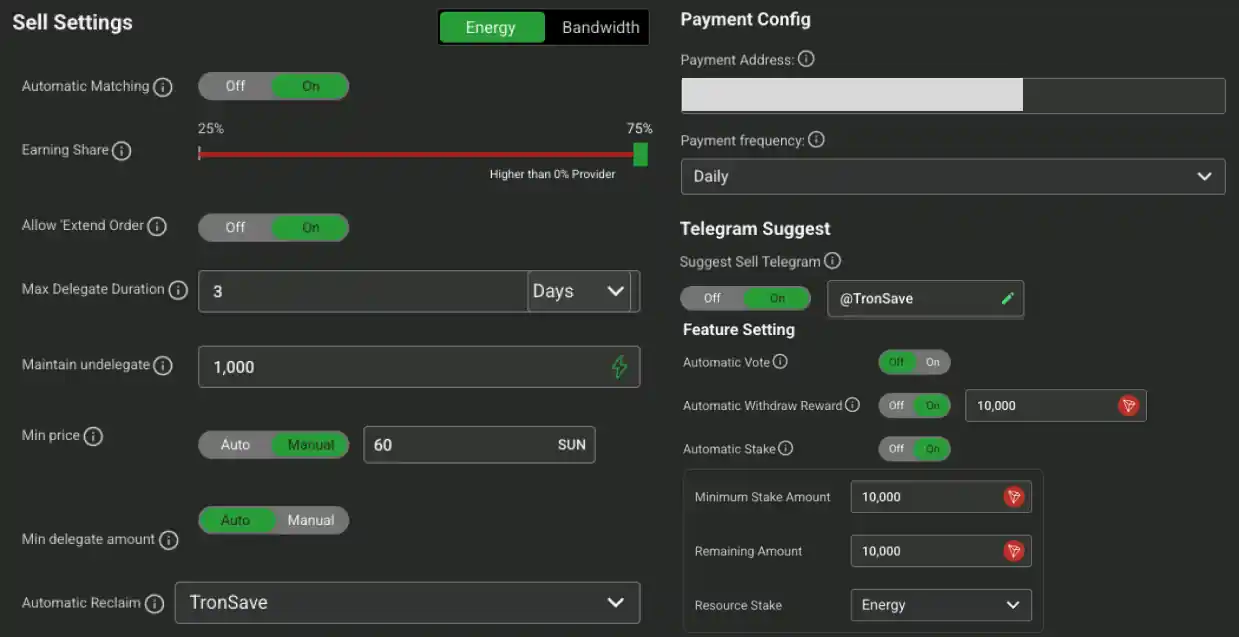 Sell Settings
Energy Bandwidth
Automatic Matching Off On
25% 75%
Earning Share
Higher than 0% Provider
Allow 'Extend Order Off On
Max Delegate Duration 3 Days
Maintain undelegate 1,000
Min price Auto Manual 60 SUN
Auto Manual
Min delegate amount
Automatic Reclaim TronSave
Payment Config
Payment Address:
Payment frequency:
Daily
Telegram Suggest
Suggest Sell Telegram
Off On @TronSave
Feature Setting
Automatic Vote Off On
Automatic Withdraw Reward Off On 10,000
Automatic Stake Off On
Minimum Stake Amount 10,000
Remaining Amount 10,000
Resource Stake Energy